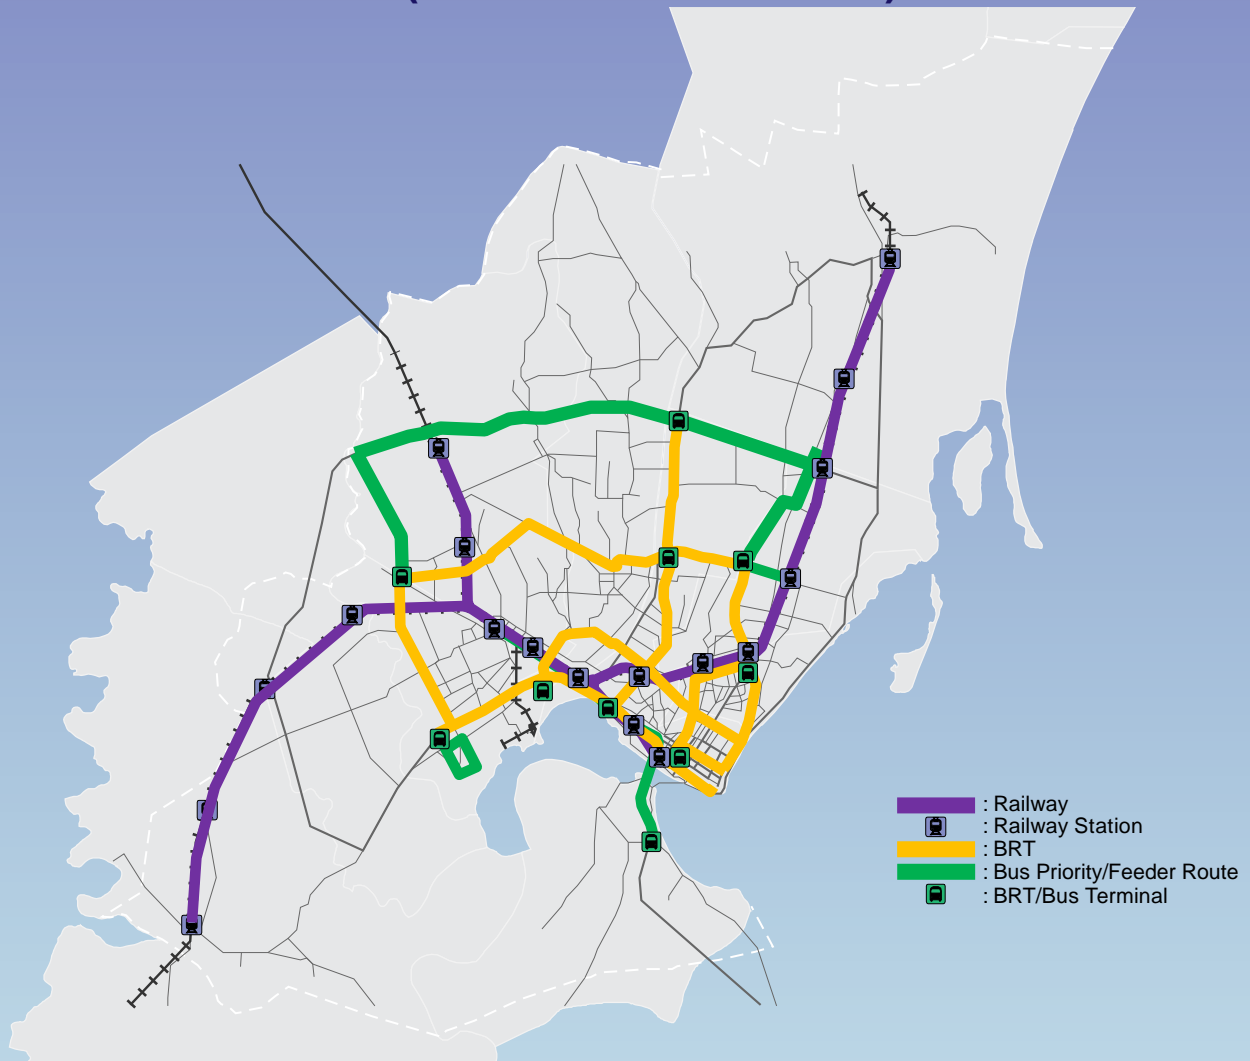 : Railway
: Railway Station
: BRT
: Bus Priority/Feeder Route
: BRT/Bus Terminal